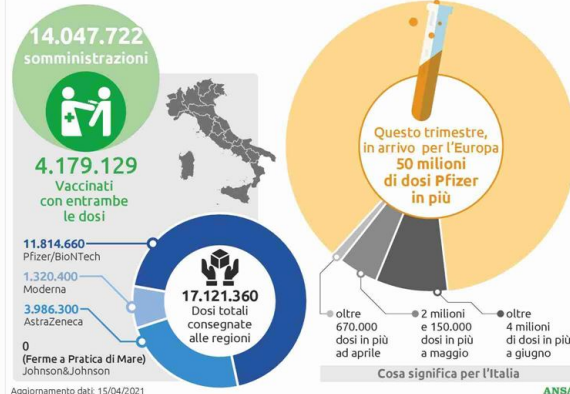 14.047.722
somministrazioni
4.179.129
Vaccinati
con entrambe
le dosi
11.814.660
Pfizer/BioNTech
1.320.400
Moderna
3.986.300
AstraZeneca
0
(Ferme a Pratica di Mare)
Johnson&Johnson
17.121.360
Dosi totali
consegnate
alle regioni
Aggiornamento dati: 15/04/2021
Questo trimestre,
in arrivo per l'Europa
50 milioni
di dosi Pfizer
in più
oltre
670.000
dosi in più
ad aprile
2 milioni
e 150.000
dosi in più
a maggio
oltre
4 milioni
di dosi in più
a giugno
Cosa significa per l'Italia
ANSA